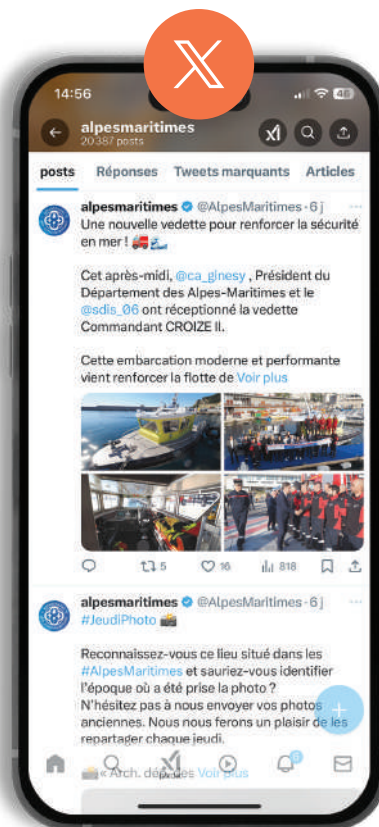 14:56
46
alpesmaritimes
20 387 posts
posts Réponses Tweets marquants Articles
alpesmaritimes @AlpesMaritimes · 6 j
Une nouvelle vedette pour renforcer la sécurité
en mer ! 🚒🚤
Cet après-midi, @ca_ginesy , Président du
Département des Alpes-Maritimes et le
@sdis_06 ont réceptionné la vedette
Commandant CROIZE II.
Cette embarcation moderne et performante
vient renforcer la flotte de Voir plus
5 16 818
alpesmaritimes @AlpesMaritimes · 6 j
#JeudiPhoto 📸
Reconnaissez-vous ce lieu situé dans les
#AlpesMaritimes et sauriez-vous identifier
l'époque où a été prise la photo ?
N'hésitez pas à nous envoyer vos photos
anciennes. Nous nous ferons un plaisir de les
repartager chaque jeudi.
📸« Arch. dép des Voir plus